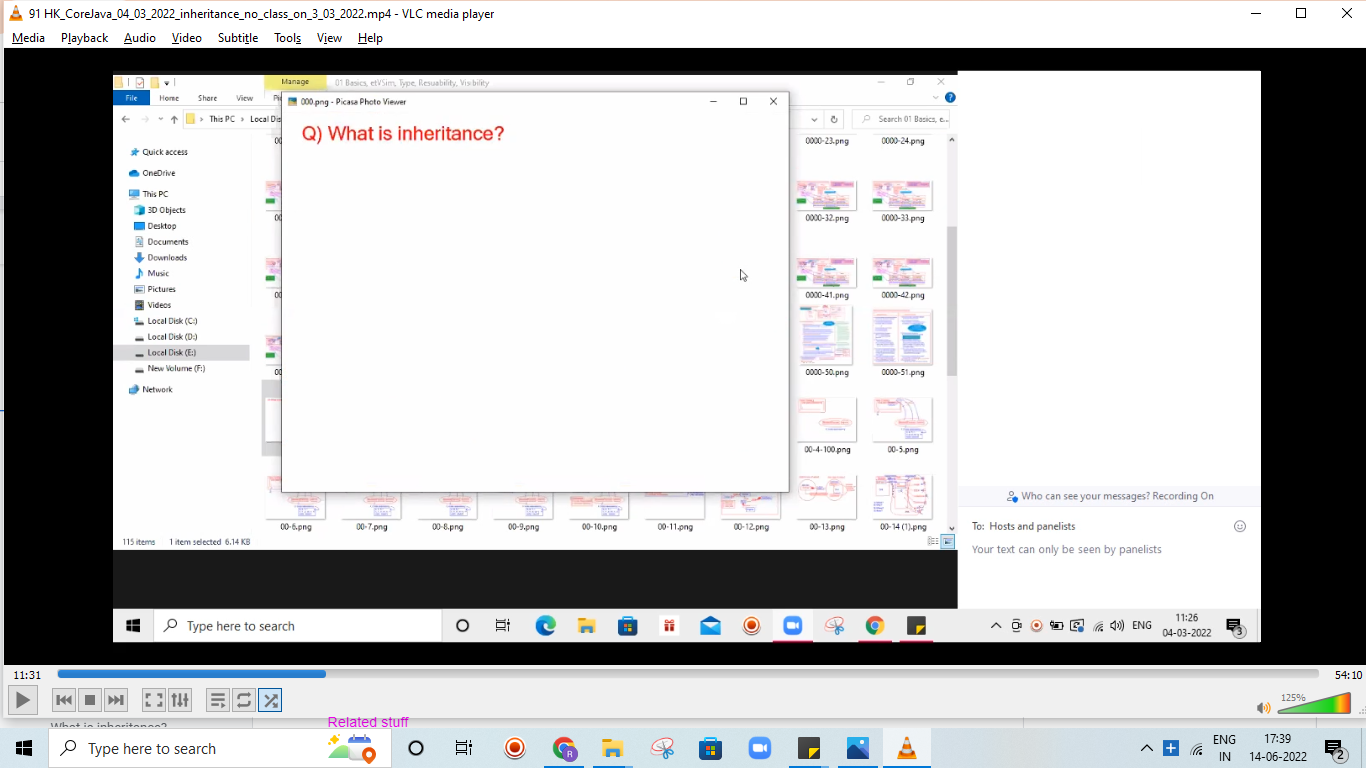 91 HK_CoreJava_04_03_2022_inheritance_no_class_on_3_03_2022.mp4 - VLC media player
Media Playback Audio Video Subtitle Tools View Help
Manage 01 Basics, etVSim, Type, Resuability, Visibility
File Home Share View
000.png - Picasa Photo Viewer
This PC > Local Dis
Search 01 Basics, e...
Q) What is inheritance?
Quick access
OneDrive
This PC
3D Objects
Desktop
Documents
Downloads
Music
Pictures
Videos
Local Disk (C:)
Local Disk (D:)
Local Disk (E:)
New Volume (F:)
Network
0000-23.png 0000-24.png
0000-32.png 0000-33.png
0000-41.png 0000-42.png
0000-50.png 0000-51.png
00-4-100.png 00-5.png
00-6.png 00-7.png 00-8.png 00-9.png 00-10.png 00-11.png 00-12.png 00-13.png 00-14 (1).png
115 items 1 item selected 6.14 KB
Who can see your messages? Recording On
To: Hosts and panelists
Your text can only be seen by panelists
Type here to search
ENG
11:26
04-03-2022
3
11:31
54:10
125%
What is inheritance?
Related stuff
Type here to search
ENG
IN
17:39
14-06-2022
2